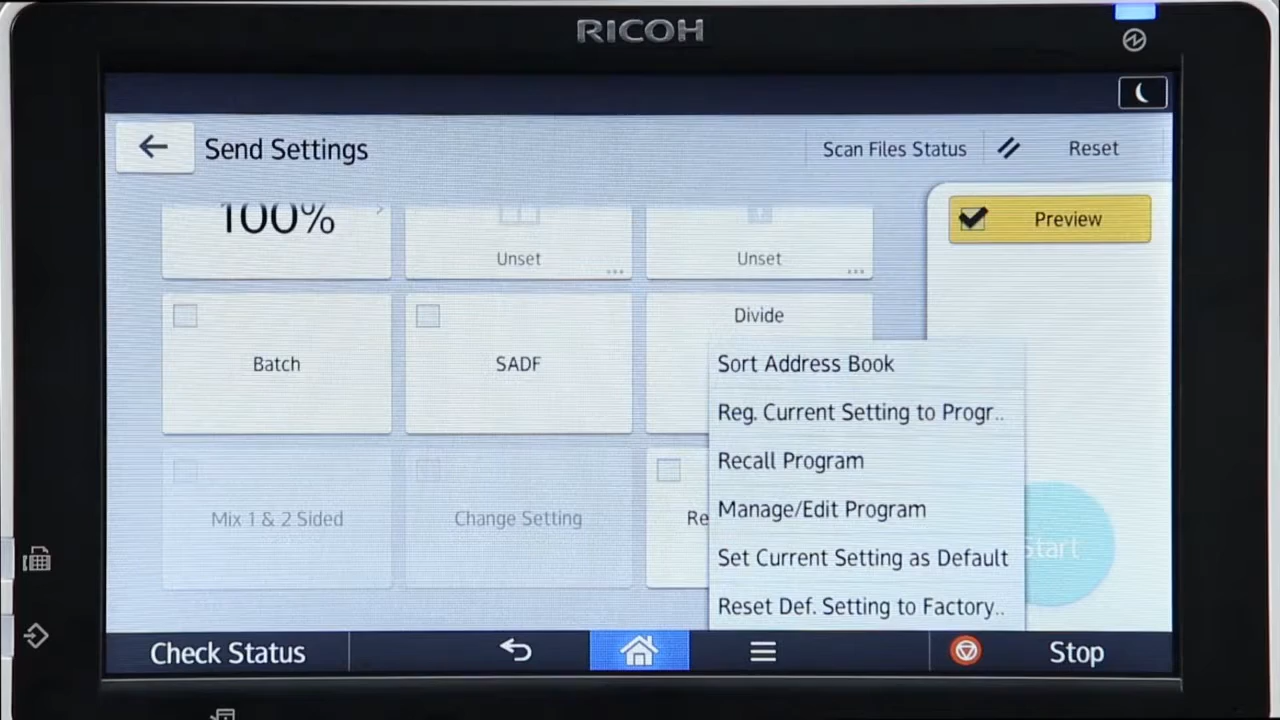 RICOH
Send Settings
Scan Files Status
Reset
100%
Unset
Unset
Preview
Batch
SADF
Divide
Mix 1 & 2 Sided
Change Setting
Re
Sort Address Book
Reg. Current Setting to Progr..
Recall Program
Manage/Edit Program
Set Current Setting as Default
Reset Def. Setting to Factory..
Start
Check Status
Stop